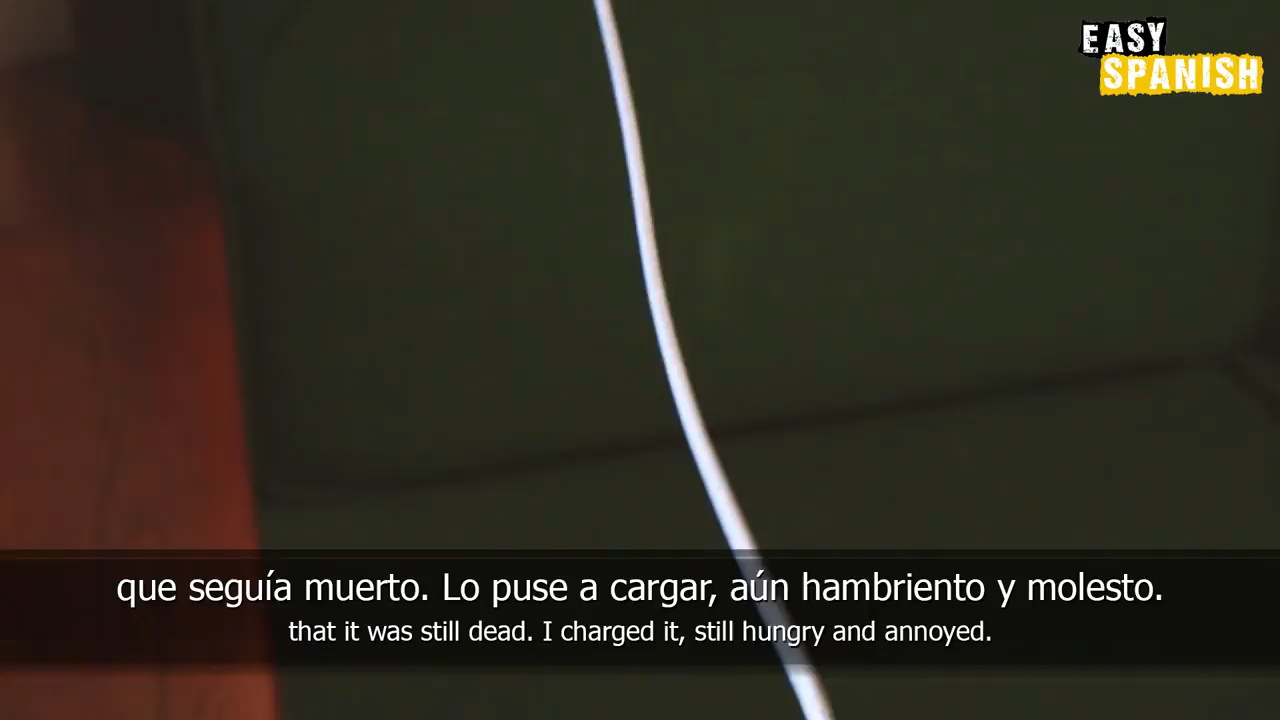 EASY
SPANISH
que seguía muerto. Lo puse a cargar, aún hambriento y molesto.
that it was still dead. I charged it, still hungry and annoyed.